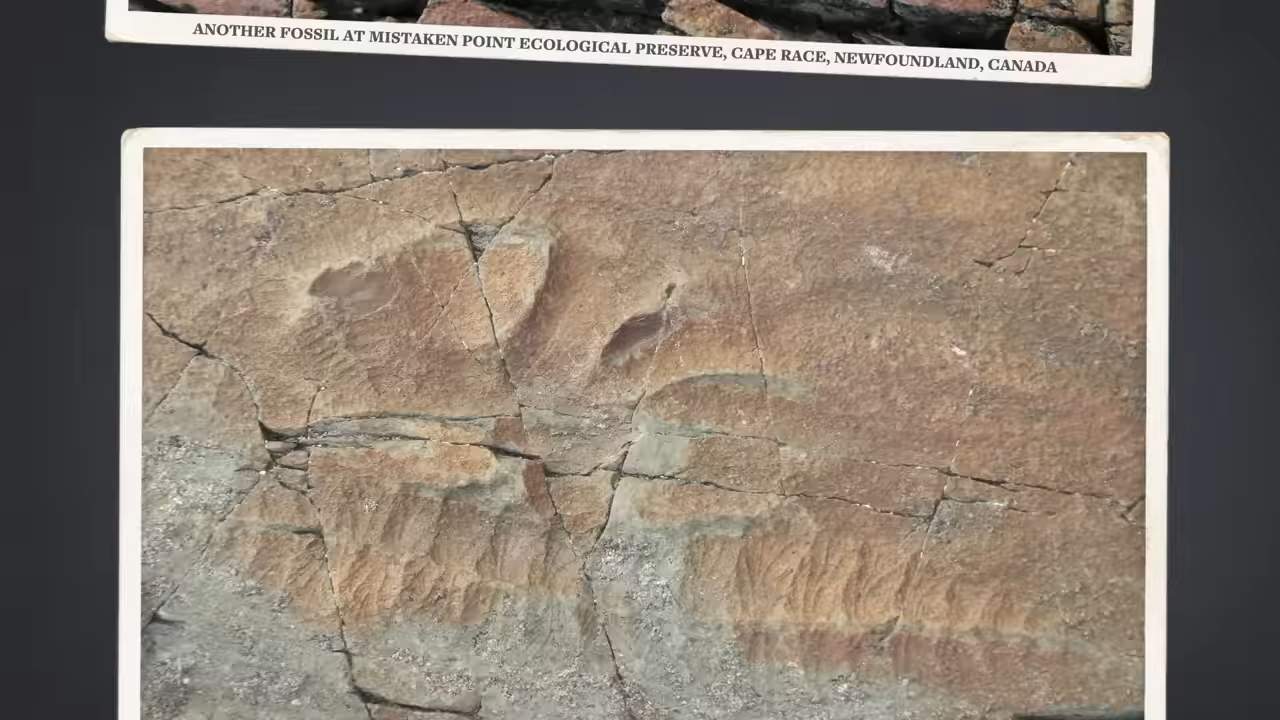 ANOTHER FOSSIL AT MISTAKEN POINT ECOLOGICAL PRESERVE, CAPE RACE, NEWFOUNDLAND, CANADA